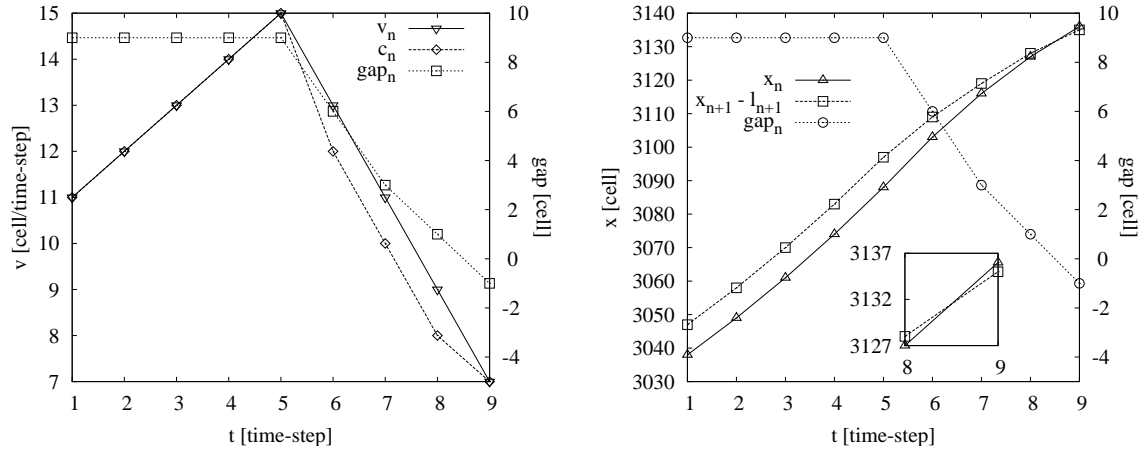 v_n
c_n
gap_n
15
14
13
12
11
10
9
8
7
10
8
6
4
2
0
-2
-4
1 2 3 4 5 6 7 8 9
t [time-step]
v [cell/time-step]
gap [cell]
x_n
x_{n+1} - l_{n+1}
gap_n
3140
3130
3120
3110
3100
3090
3080
3070
3060
3050
3040
3030
10
8
6
4
2
0
-2
-4
3137
3132
3127
8 9
1 2 3 4 5 6 7 8 9
t [time-step]
x [cell]
gap [cell]